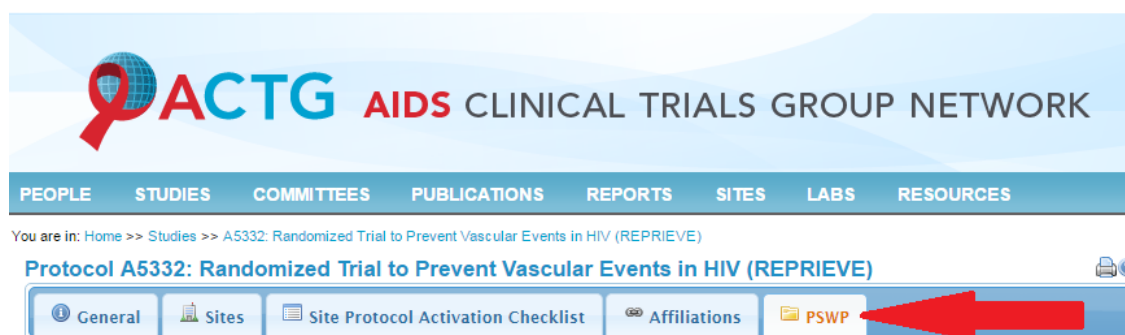 ACTG AIDS CLINICAL TRIALS GROUP NETWORK
PEOPLE STUDIES COMMITTEES PUBLICATIONS REPORTS SITES LABS RESOURCES
You are in: Home >> Studies >> A5332: Randomized Trial to Prevent Vascular Events in HIV (REPRIEVE)
Protocol A5332: Randomized Trial to Prevent Vascular Events in HIV (REPRIEVE)
General Sites Site Protocol Activation Checklist Affiliations PSWP